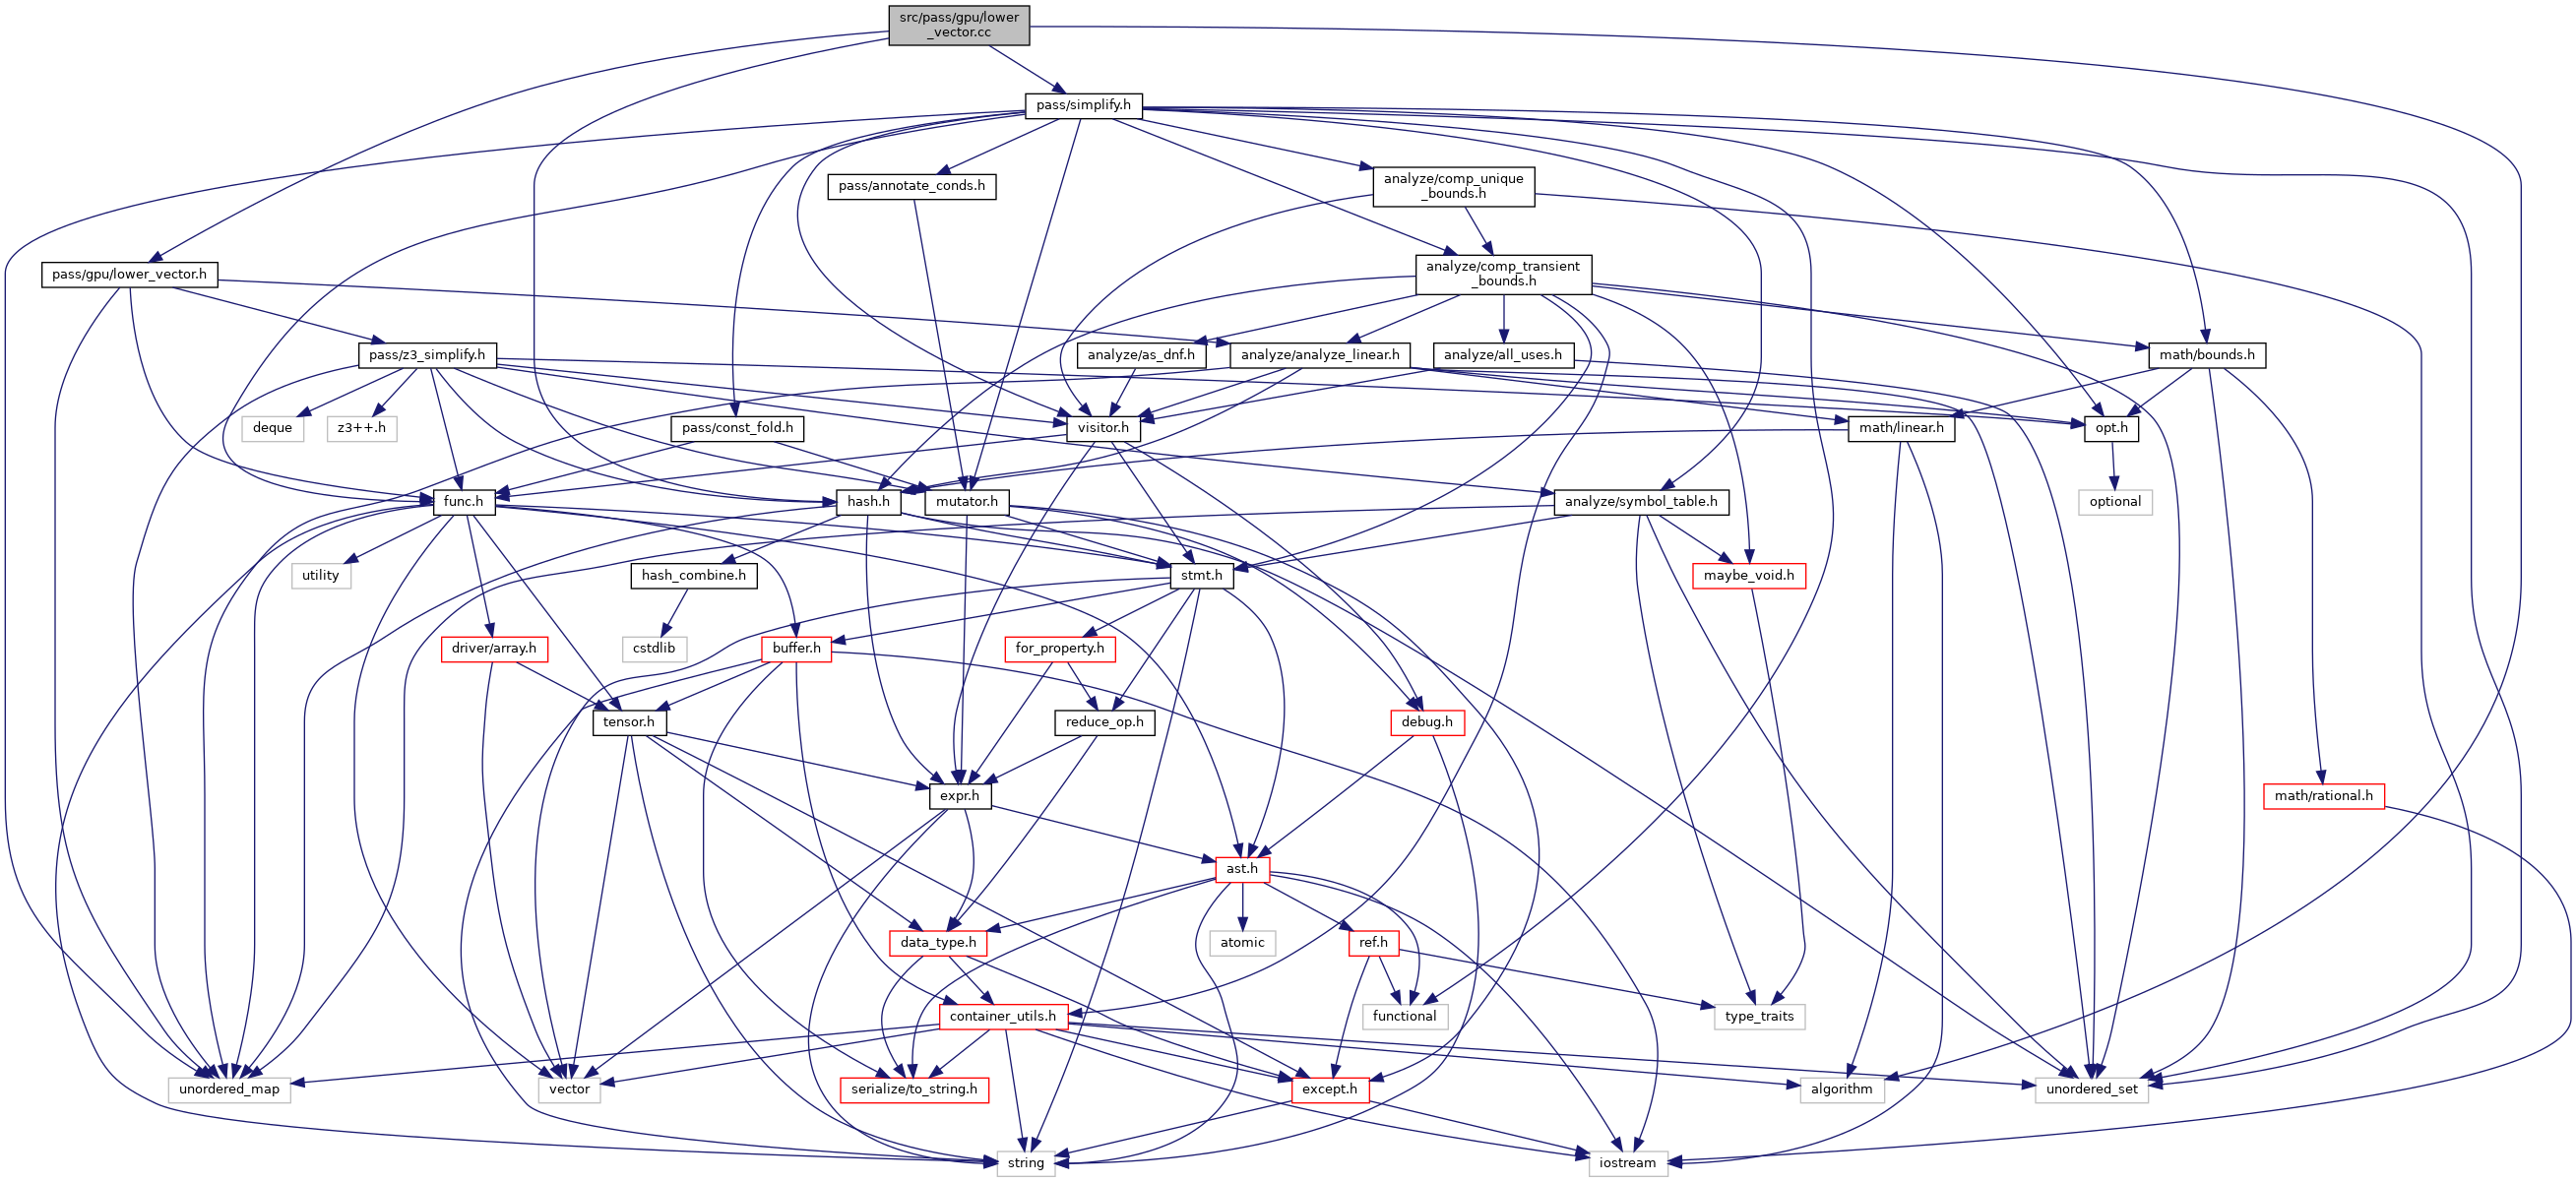 src/pass/gpu/lower
_vector.cc
pass/simplify.h
pass/annotate_conds.h
analyze/comp_unique
_bounds.h
pass/gpu/lower_vector.h
analyze/comp_transient
_bounds.h
pass/z3_simplify.h
analyze/as_dnf.h
analyze/analyze_linear.h
analyze/all_uses.h
math/bounds.h
deque
z3++.h
pass/const_fold.h
visitor.h
math/linear.h
opt.h
func.h
hash.h
mutator.h
analyze/symbol_table.h
optional
utility
hash_combine.h
stmt.h
maybe_void.h
driver/array.h
cstdlib
buffer.h
for_property.h
tensor.h
reduce_op.h
debug.h
expr.h
math/rational.h
ast.h
data_type.h
atomic
ref.h
container_utils.h
functional
type_traits
unordered_map
vector
serialize/to_string.h
except.h
algorithm
unordered_set
string
iostream